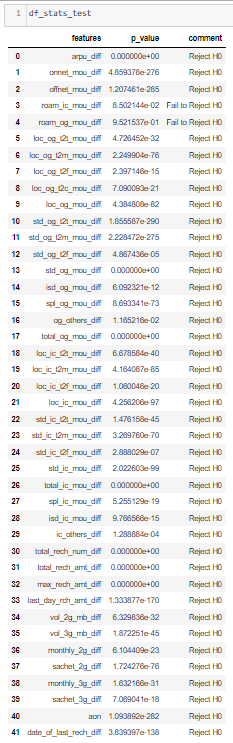 1 df_stats_test
features p_value comment
0 arpu_diff 0.000000e+00 Reject H0
1 onnet_mou_diff 4.859376e-276 Reject H0
2 offnet_mou_diff 1.207461e-285 Reject H0
3 roam_ic_mou_diff 8.502144e-02 Fail to Reject H0
4 roam_og_mou_diff 9.521537e-01 Fail to Reject H0
5 loc_og_t2t_mou_diff 4.726452e-32 Reject H0
6 loc_og_t2m_mou_diff 2.249904e-76 Reject H0
7 loc_og_t2f_mou_diff 2.397146e-15 Reject H0
8 loc_og_t2c_mou_diff 7.090093e-21 Reject H0
9 loc_og_mou_diff 4.384808e-82 Reject H0
10 std_og_t2t_mou_diff 1.855587e-290 Reject H0
11 std_og_t2m_mou_diff 2.228472e-275 Reject H0
12 std_og_t2f_mou_diff 4.867436e-05 Reject H0
13 std_og_mou_diff 0.000000e+00 Reject H0
14 isd_og_mou_diff 6.092312e-12 Reject H0
15 spl_og_mou_diff 8.693341e-73 Reject H0
16 og_others_diff 1.165216e-02 Reject H0
17 total_og_mou_diff 0.000000e+00 Reject H0
18 loc_ic_t2t_mou_diff 6.678584e-40 Reject H0
19 loc_ic_t2m_mou_diff 4.164087e-85 Reject H0
20 loc_ic_t2f_mou_diff 1.060046e-20 Reject H0
21 loc_ic_mou_diff 4.256206e-97 Reject H0
22 std_ic_t2t_mou_diff 1.476158e-45 Reject H0
23 std_ic_t2m_mou_diff 3.269760e-70 Reject H0
24 std_ic_t2f_mou_diff 2.888029e-07 Reject H0
25 std_ic_mou_diff 2.022603e-99 Reject H0
26 total_ic_mou_diff 0.000000e+00 Reject H0
27 spl_ic_mou_diff 5.255129e-19 Reject H0
28 isd_ic_mou_diff 9.766566e-15 Reject H0
29 ic_others_diff 1.288684e-04 Reject H0
30 total_rech_num_diff 0.000000e+00 Reject H0
31 total_rech_amt_diff 0.000000e+00 Reject H0
32 max_rech_amt_diff 0.000000e+00 Reject H0
33 last_day_rch_amt_diff 1.333877e-170 Reject H0
34 vol_2g_mb_diff 6.329836e-32 Reject H0
35 vol_3g_mb_diff 1.872251e-45 Reject H0
36 monthly_2g_diff 6.104409e-23 Reject H0
37 sachet_2g_diff 1.724276e-76 Reject H0
38 monthly_3g_diff 1.632166e-31 Reject H0
39 sachet_3g_diff 7.069041e-18 Reject H0
40 aon 1.093892e-282 Reject H0
41 date_of_last_rech_diff 3.839397e-138 Reject H0